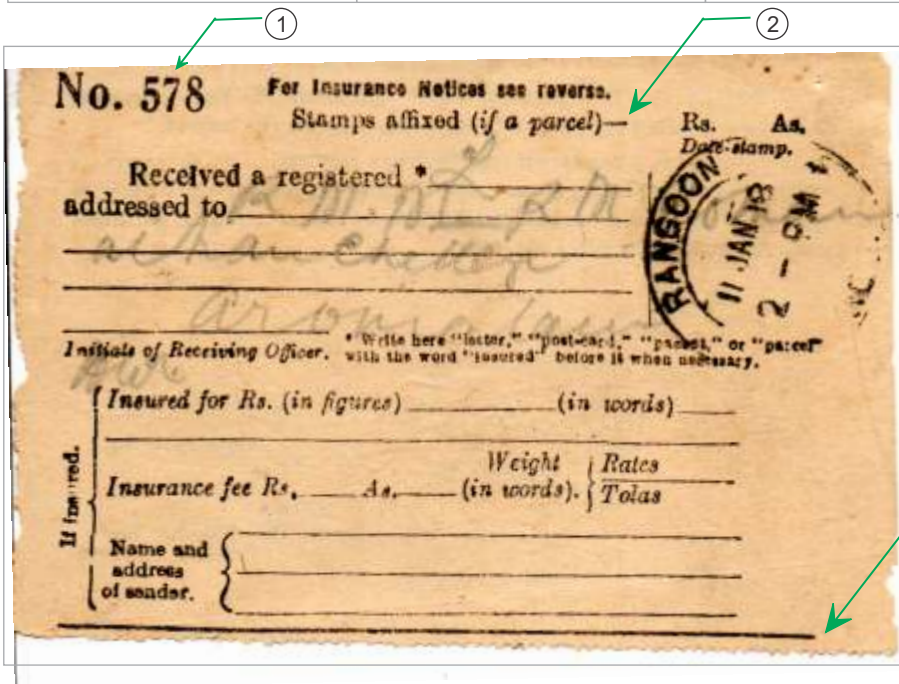 ① ②
No. 578
For Insurance Notices see reverse.
Stamps affixed (if a parcel)— Rs. As.
Date-stamp.
Received a registered *
addressed to
RANGOON
11 JAN 18
2 - PM
Initials of Receiving Officer. * Write here "letter," "post-card," "packet," or "parcel"
with the word "insured" before it when necessary.
If insured.
Insured for Rs. (in figures) (in words)
Insurance fee Rs. As. Weight (in words). Rates
Tolas
Name and
address
of sender.